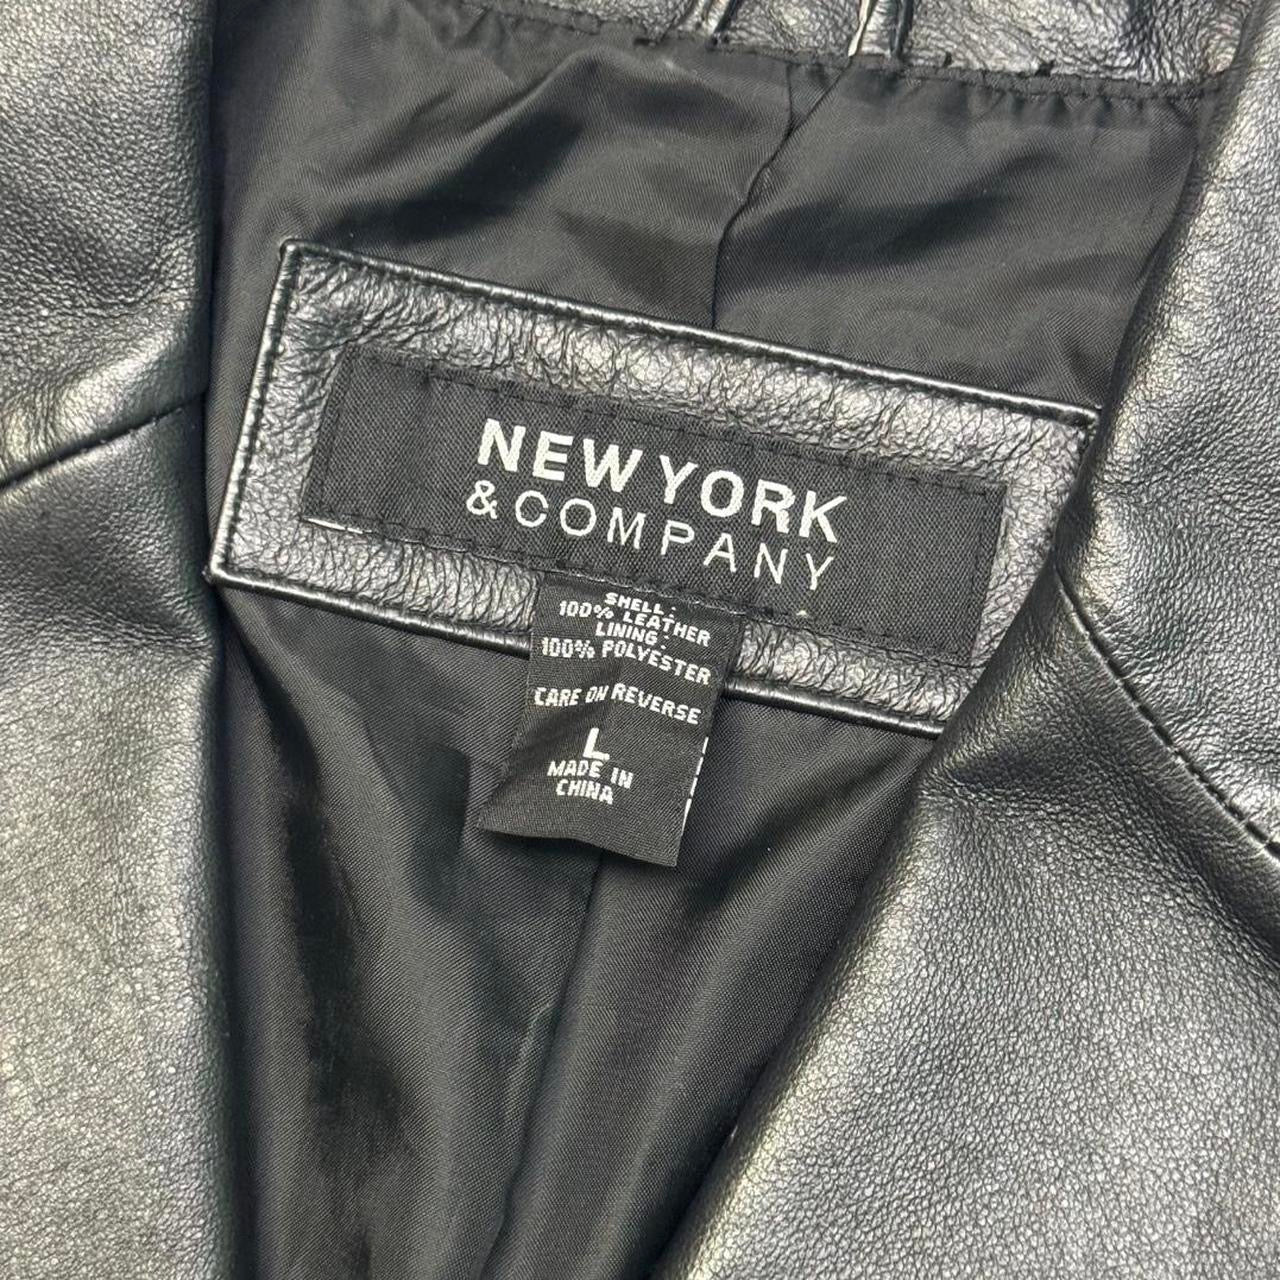 NEW YORK
& COMPANY
SHELL:
100% LEATHER
LINING:
100% POLYESTER
CARE ON REVERSE
L
MADE IN
CHINA